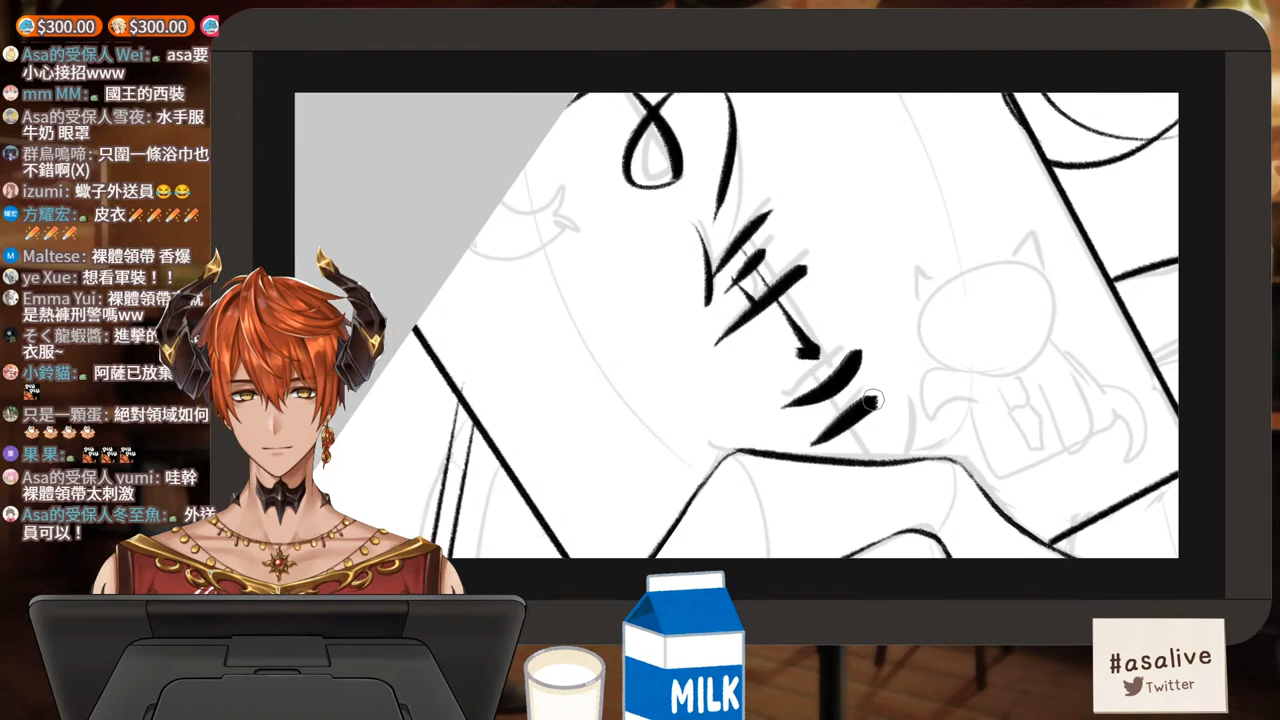 $300.00
$300.00
Asa的受保人 Wei: asa要
小心接招www
mm MM: 國王的西裝
Asa的受保人雪夜: 水手服
牛奶 眼罩
群鳥鳴啼: 只圍一條浴巾也
不錯啊(X)
izumi: 蠍子外送員😂😂
方耀宏: 皮衣
Maltese: 裸體領帶 香爆
ye Xue: 想看軍裝！！
Emma Yui: 裸體領帶 就
是熱褲刑警嗎ww
そく龍蝦醬: 進擊的
衣服~
小鈴貓: 阿薩已放棄
只是一顆蛋: 絕對領域如何
果果:
Asa的受保人 yumi: 哇幹
裸體領帶太刺激
Asa的受保人冬至魚: 外送
員可以！
MILK
#asalive
Twitter